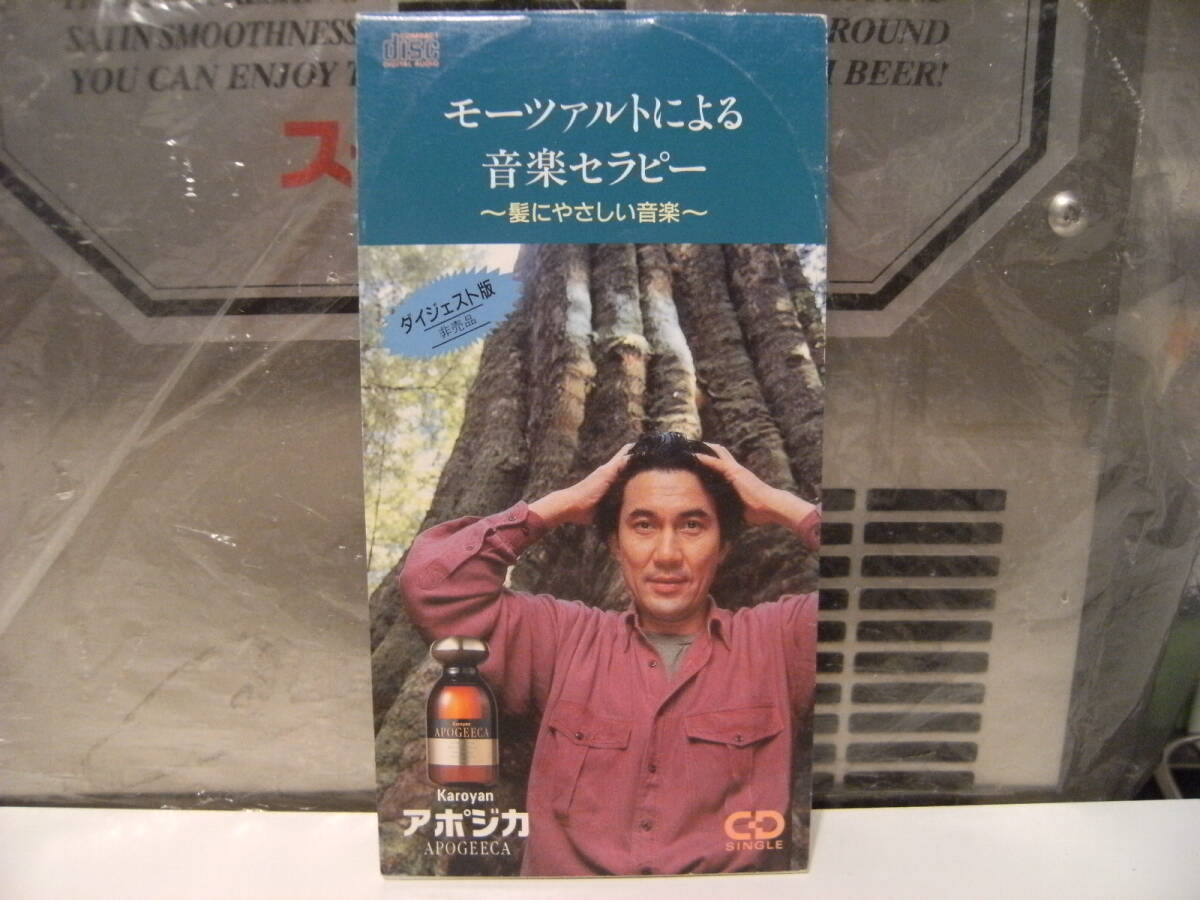 SATIN SMOOTHNESS
ROUND
YOU CAN ENJOY
BEER!
COMPACT
disc
DIGITAL AUDIO
モーツァルトによる
音楽セラピー
〜髪にやさしい音楽〜
ダイジェスト版
非売品
Karoyan
APOGEECA
Karoyan
アポジカ
APOGEECA
CD
SINGLE